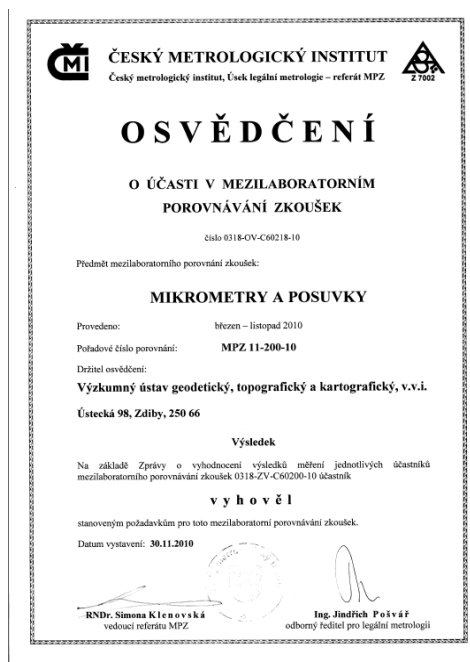 ČMI
ČESKÝ METROLOGICKÝ INSTITUT
Český metrologický institut, Úsek legální metrologie – referát MPZ
Z 7002
OSVĚDČENÍ
O ÚČASTI V MEZILABORATORNÍM
POROVNÁVÁNÍ ZKOUŠEK
číslo 0318-OV-C60218-10
Předmět mezilaboratorního porovnání zkoušek:
MIKROMETRY A POSUVKY
Provedeno: březen – listopad 2010
Pořadové číslo porovnání: MPZ 11-200-10
Držitel osvědčení:
Výzkumný ústav geodetický, topografický a kartografický, v.v.i.
Ústecká 98, Zdiby, 250 66
Výsledek
Na základě Zprávy o vyhodnocení výsledků měření jednotlivých účastníků
mezilaboratorního porovnávání zkoušek 0318-ZV-C60200-10 účastník
vyhověl
stanoveným požadavkům pro toto mezilaboratorní porovnávání zkoušek.
Datum vystavení: 30.11.2010
RNDr. Simona Klenovská
vedoucí referátu MPZ
Ing. Jindřich Pošvář
odborný ředitel pro legální metrologii